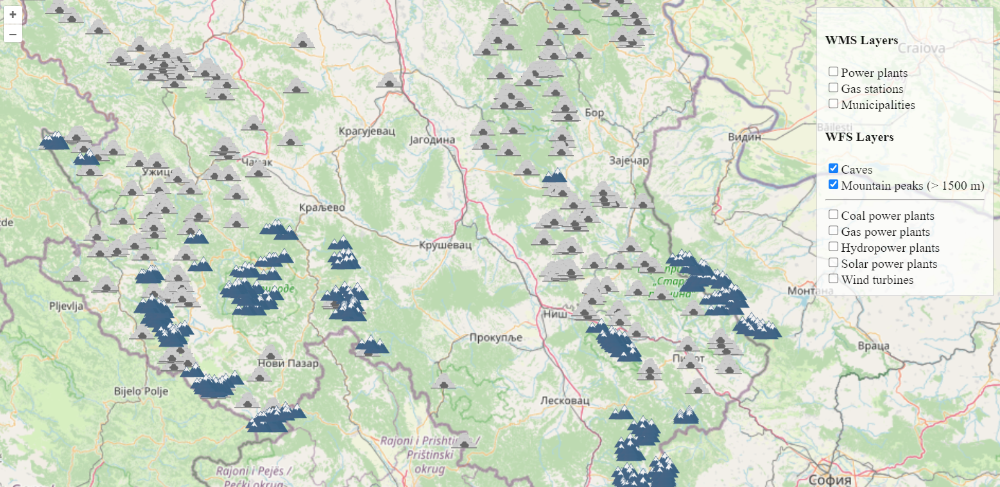 +
–
WMS Layers
Craiova
Power plants
Gas stations
Municipalities
Бор
Băilești
Крагујевац
Јагодина
Видин
WFS Layers
Зајечар
Чачак
Caves
Mountain peaks (> 1500 m)
Краљево
Coal power plants
Gas power plants
Крушевац
Hydropower plants
Solar power plants
Wind turbines
„Стара
Монтана
Pljevlja
Ниш
Прокупље
Враца
Пирот
Нови Пазар
Bijelo Polje
Лесковац
Rajoni i Prishtinës /
Prištinski
okrug
Rajoni i Pejës /
Pećki okrug
София